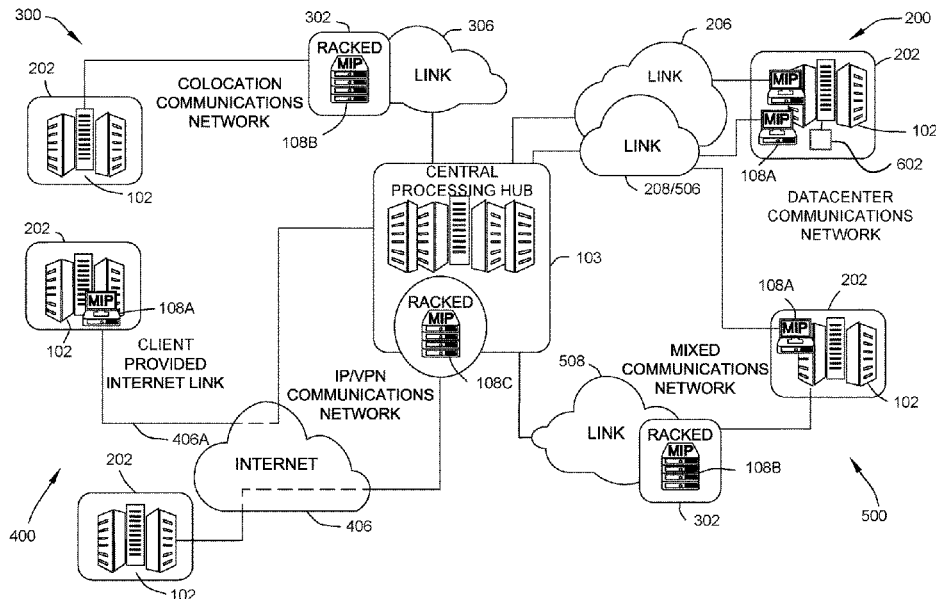 300
302
306
206
200
202
RACKED
MIP
LINK
COLOCATION
COMMUNICATIONS
NETWORK
108B
202
102
LINK
LINK
208/506
MIP
MIP
108A
102
602
DATACENTER
COMMUNICATIONS
NETWORK
CENTRAL
PROCESSING HUB
103
RACKED
MIP
108C
202
MIP
108A
102
CLIENT
PROVIDED
INTERNET LINK
406A
IP/VPN
COMMUNICATIONS
NETWORK
INTERNET
406
400
202
102
108A
202
MIP
102
MIXED
COMMUNICATIONS
NETWORK
508
LINK
RACKED
MIP
108B
302
500